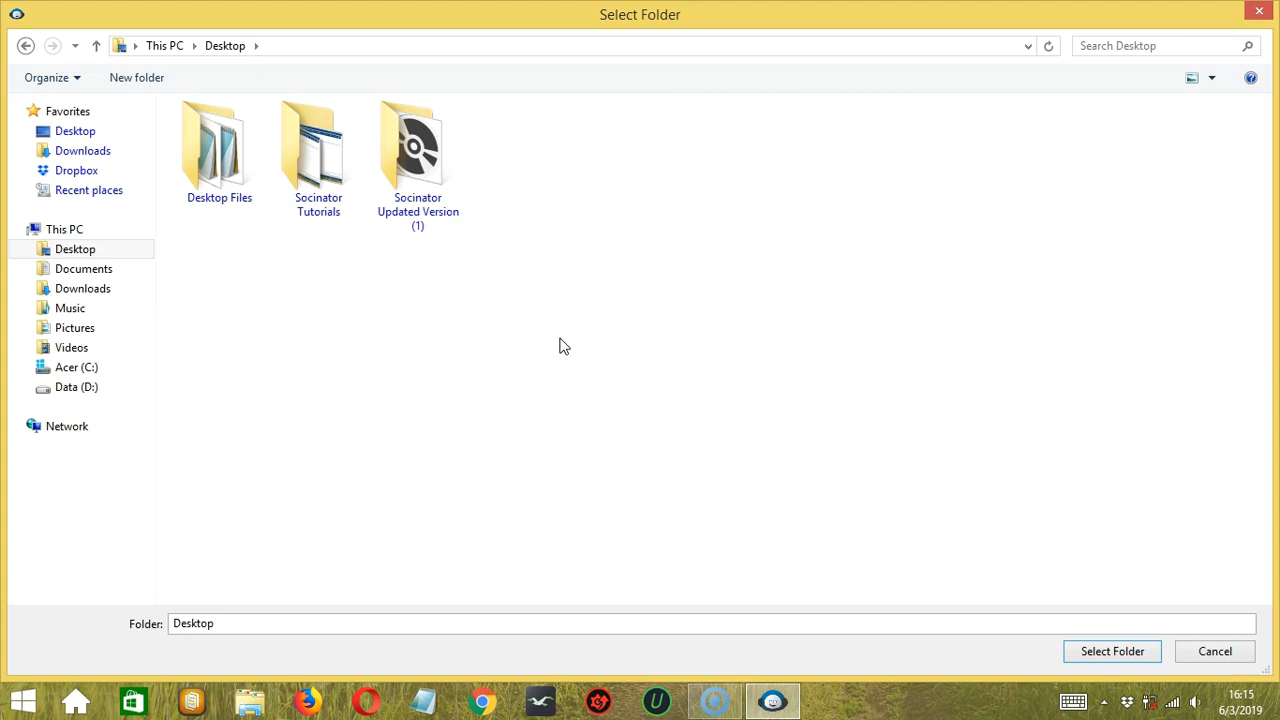 Select Folder
This PC
Desktop
Search Desktop
Organize
New folder
Favorites
Desktop
Downloads
Dropbox
Recent places
This PC
Desktop
Documents
Downloads
Music
Pictures
Videos
Acer (C:)
Data (D:)
Network
Desktop Files
Socinator
Tutorials
Socinator
Updated Version
(1)
Folder:
Desktop
Select Folder
Cancel
16:15
6/3/2019